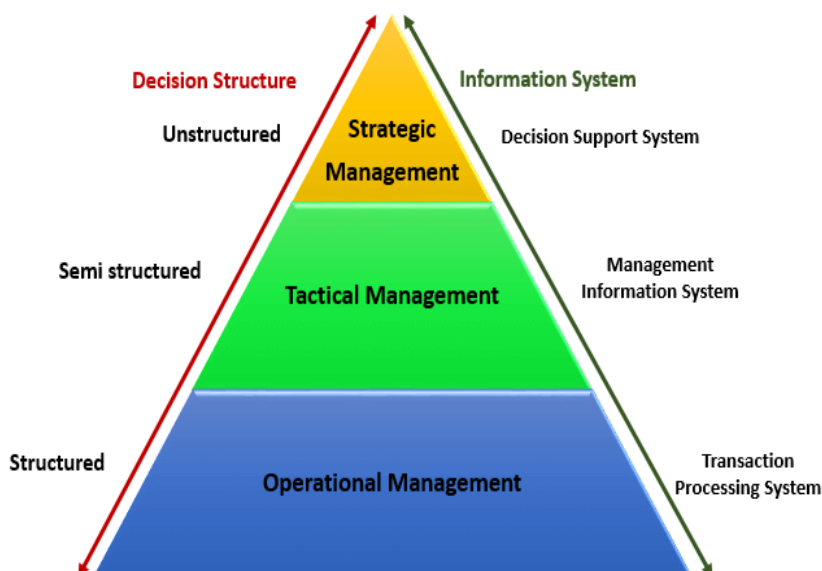 Decision Structure
Information System
Unstructured
Strategic
Management
Decision Support System
Semi structured
Tactical Management
Management
Information System
Structured
Operational Management
Transaction
Processing System